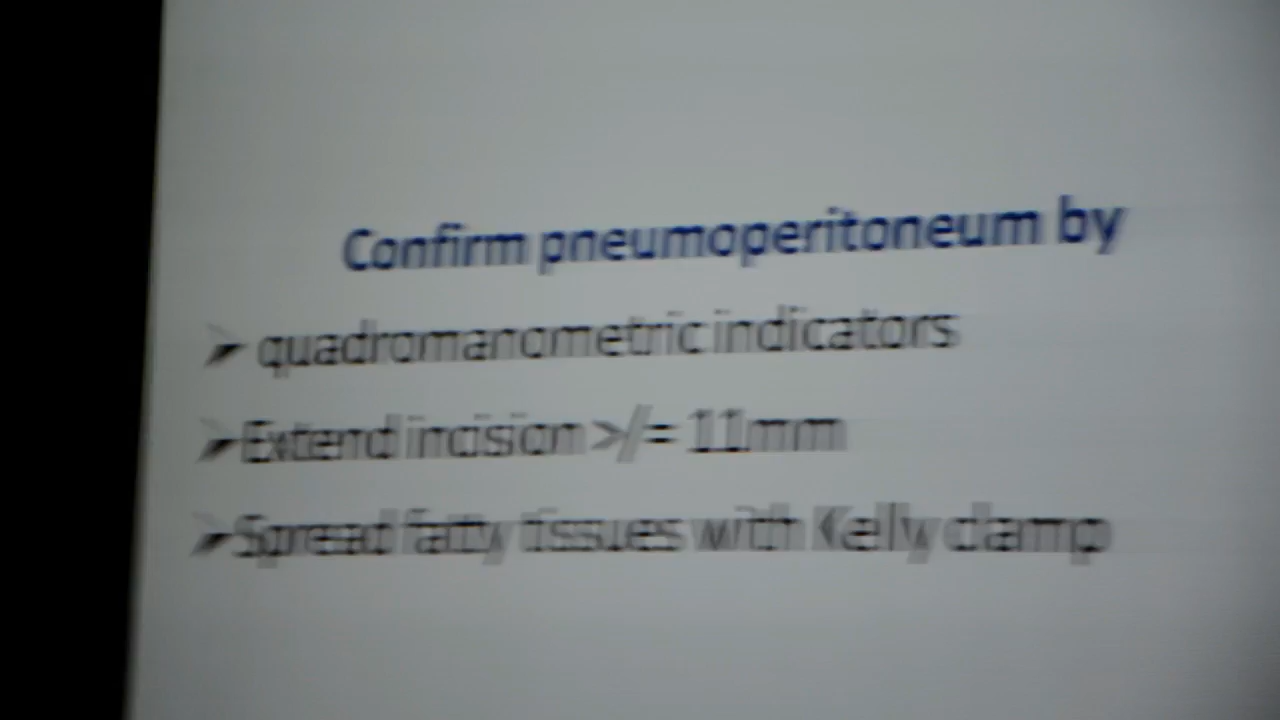 Confirm pneumoperitoneum by
➢ quadromanometric indicators
➢Extend incision >/= 11mm
➢Spread fatty tissues with Kelly clamp